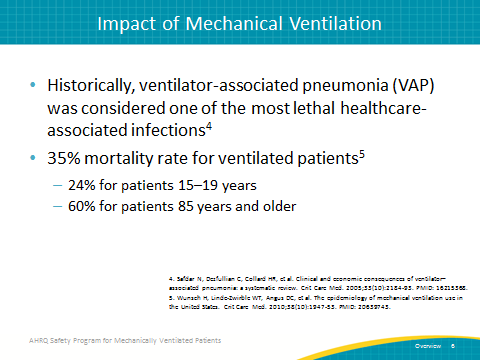 Impact of Mechanical Ventilation
• Historically, ventilator-associated pneumonia (VAP)
was considered one of the most lethal healthcare-
associated infections4
• 35% mortality rate for ventilated patients5
– 24% for patients 15–19 years
– 60% for patients 85 years and older
4. Safdar N, Dezfullian C, Collard HR, et al. Clinical and economic consequences of ventilator-
associated pneumonia: a systematic review. Crit Care Med. 2005;33(10):2184-93. PMID: 16215368.
5. Wunsch H, Linde-Zwirble WT, Angus DC, et al. The epidemiology of mechanical ventilation use in
the United States. Crit Care Med. 2010;38(10):1947-53. PMID: 20639743.
AHRQ Safety Program for Mechanically Ventilated Patients
Overview 6